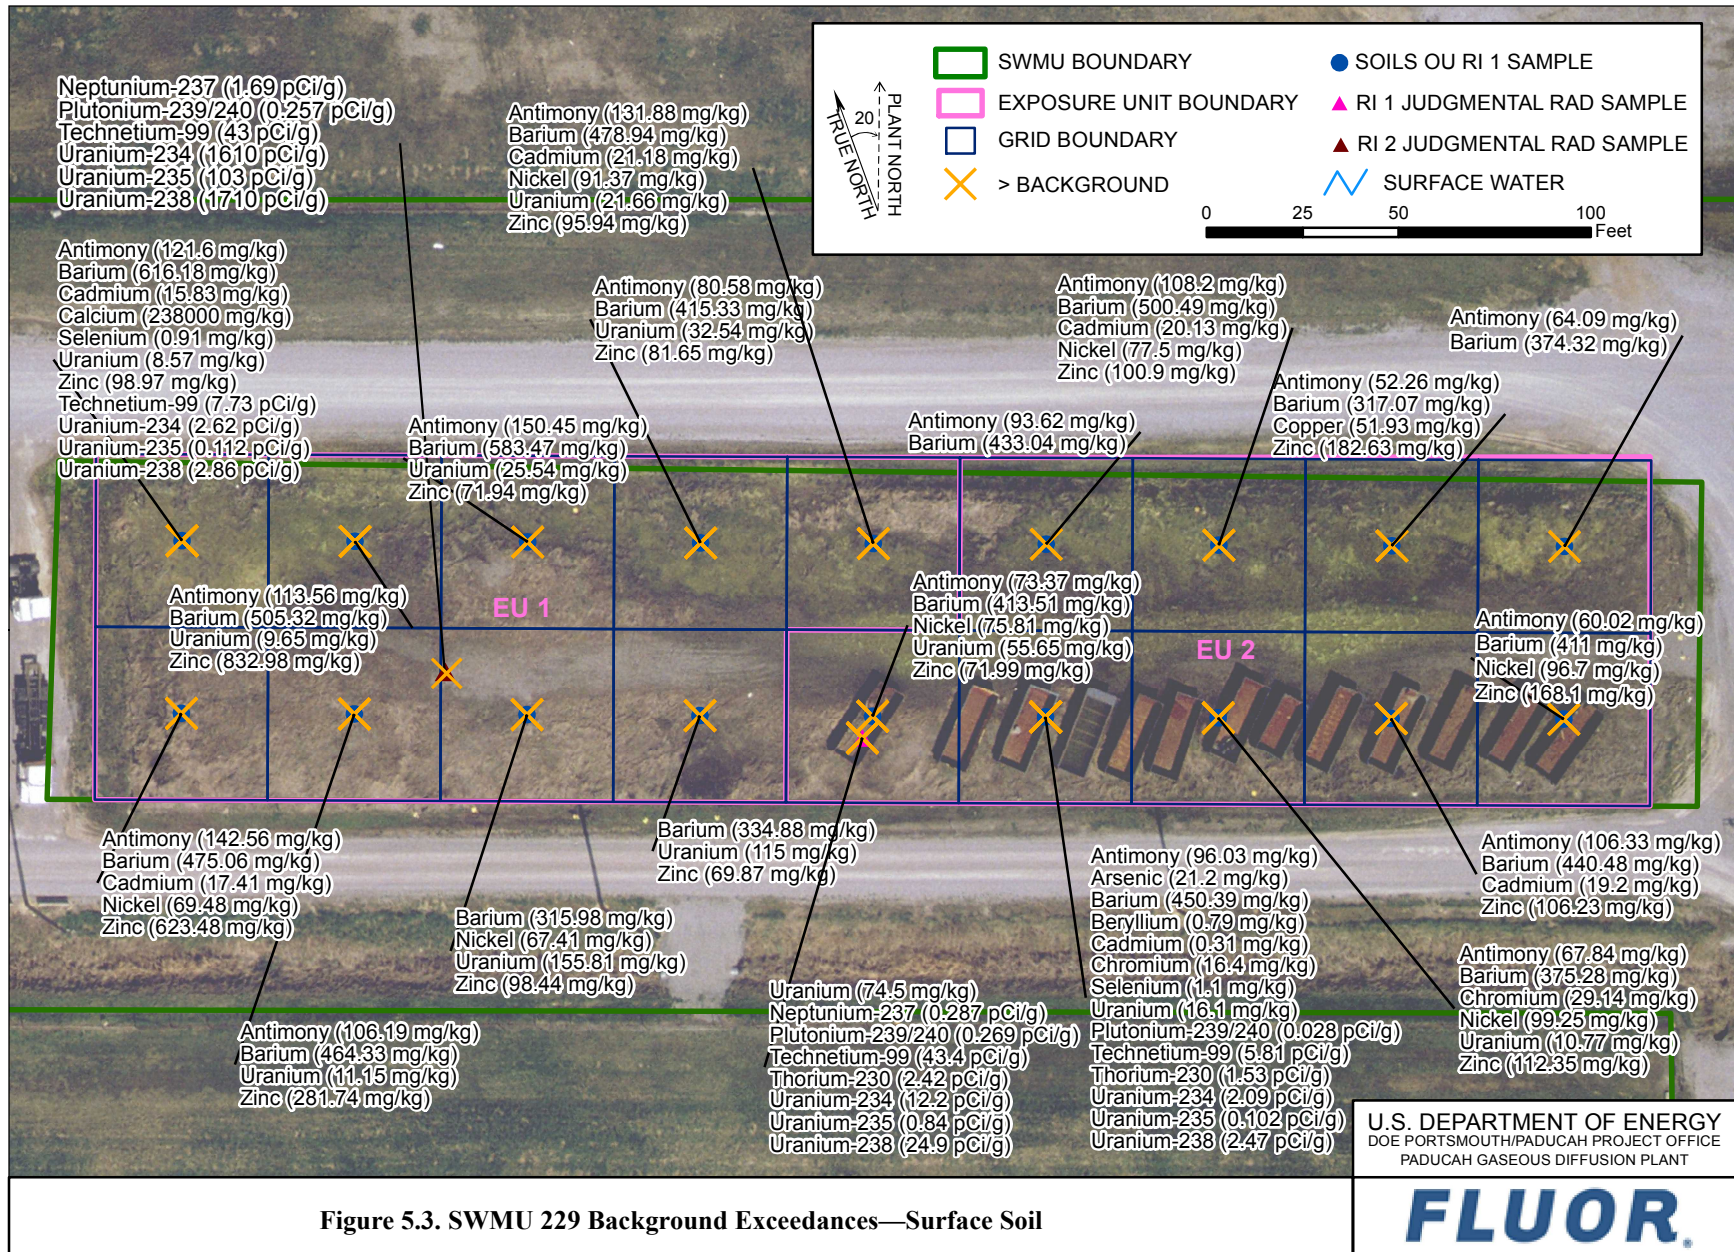 SWMU BOUNDARY
EXPOSURE UNIT BOUNDARY
GRID BOUNDARY
> BACKGROUND
SOILS OU RI 1 SAMPLE
RI 1 JUDGMENTAL RAD SAMPLE
RI 2 JUDGMENTAL RAD SAMPLE
SURFACE WATER
20
TRUE NORTH
PLANT NORTH
0 25 50 100
Feet
Neptunium-237 (1.69 pCi/g)
Plutonium-239/240 (0.257 pCi/g)
Technetium-99 (43 pCi/g)
Uranium-234 (1610 pCi/g)
Uranium-235 (103 pCi/g)
Uranium-238 (1710 pCi/g)
Antimony (131.88 mg/kg)
Barium (478.94 mg/kg)
Cadmium (21.18 mg/kg)
Nickel (91.37 mg/kg)
Uranium (21.66 mg/kg)
Zinc (95.94 mg/kg)
Antimony (121.6 mg/kg)
Barium (616.18 mg/kg)
Cadmium (15.83 mg/kg)
Calcium (238000 mg/kg)
Selenium (0.91 mg/kg)
Uranium (8.57 mg/kg)
Zinc (98.97 mg/kg)
Technetium-99 (7.73 pCi/g)
Uranium-234 (2.62 pCi/g)
Uranium-235 (0.112 pCi/g)
Uranium-238 (2.86 pCi/g)
Antimony (80.58 mg/kg)
Barium (415.33 mg/kg)
Uranium (32.54 mg/kg)
Zinc (81.65 mg/kg)
Antimony (108.2 mg/kg)
Barium (500.49 mg/kg)
Cadmium (20.13 mg/kg)
Nickel (77.5 mg/kg)
Zinc (100.9 mg/kg)
Antimony (64.09 mg/kg)
Barium (374.32 mg/kg)
Antimony (52.26 mg/kg)
Barium (317.07 mg/kg)
Copper (51.93 mg/kg)
Zinc (182.63 mg/kg)
Antimony (150.45 mg/kg)
Barium (583.47 mg/kg)
Uranium (25.54 mg/kg)
Zinc (71.94 mg/kg)
Antimony (93.62 mg/kg)
Barium (433.04 mg/kg)
Antimony (113.56 mg/kg)
Barium (505.32 mg/kg)
Uranium (9.65 mg/kg)
Zinc (832.98 mg/kg)
EU 1
Antimony (73.37 mg/kg)
Barium (413.51 mg/kg)
Nickel (75.81 mg/kg)
Uranium (55.65 mg/kg)
Zinc (71.99 mg/kg)
EU 2
Antimony (60.02 mg/kg)
Barium (411 mg/kg)
Nickel (96.7 mg/kg)
Zinc (168.1 mg/kg)
Antimony (142.56 mg/kg)
Barium (475.06 mg/kg)
Cadmium (17.41 mg/kg)
Nickel (69.48 mg/kg)
Zinc (623.48 mg/kg)
Barium (334.88 mg/kg)
Uranium (115 mg/kg)
Zinc (69.87 mg/kg)
Antimony (106.33 mg/kg)
Barium (440.48 mg/kg)
Cadmium (19.2 mg/kg)
Zinc (106.23 mg/kg)
Barium (315.98 mg/kg)
Nickel (67.41 mg/kg)
Uranium (155.81 mg/kg)
Zinc (98.44 mg/kg)
Antimony (96.03 mg/kg)
Arsenic (21.2 mg/kg)
Barium (450.39 mg/kg)
Beryllium (0.79 mg/kg)
Cadmium (0.31 mg/kg)
Chromium (16.4 mg/kg)
Selenium (1.1 mg/kg)
Uranium (16.1 mg/kg)
Plutonium-239/240 (0.028 pCi/g)
Technetium-99 (5.81 pCi/g)
Thorium-230 (1.53 pCi/g)
Uranium-234 (2.09 pCi/g)
Uranium-235 (0.102 pCi/g)
Uranium-238 (2.47 pCi/g)
Antimony (67.84 mg/kg)
Barium (375.28 mg/kg)
Chromium (29.14 mg/kg)
Nickel (99.25 mg/kg)
Uranium (10.77 mg/kg)
Zinc (112.35 mg/kg)
Uranium (74.5 mg/kg)
Neptunium-237 (0.287 pCi/g)
Plutonium-239/240 (0.269 pCi/g)
Technetium-99 (43.4 pCi/g)
Thorium-230 (2.42 pCi/g)
Uranium-234 (12.2 pCi/g)
Uranium-235 (0.84 pCi/g)
Uranium-238 (24.9 pCi/g)
Antimony (106.19 mg/kg)
Barium (464.33 mg/kg)
Uranium (11.15 mg/kg)
Zinc (281.74 mg/kg)
U.S. DEPARTMENT OF ENERGY
DOE PORTSMOUTH/PADUCAH PROJECT OFFICE
PADUCAH GASEOUS DIFFUSION PLANT
Figure 5.3. SWMU 229 Background Exceedances—Surface Soil
FLUOR®